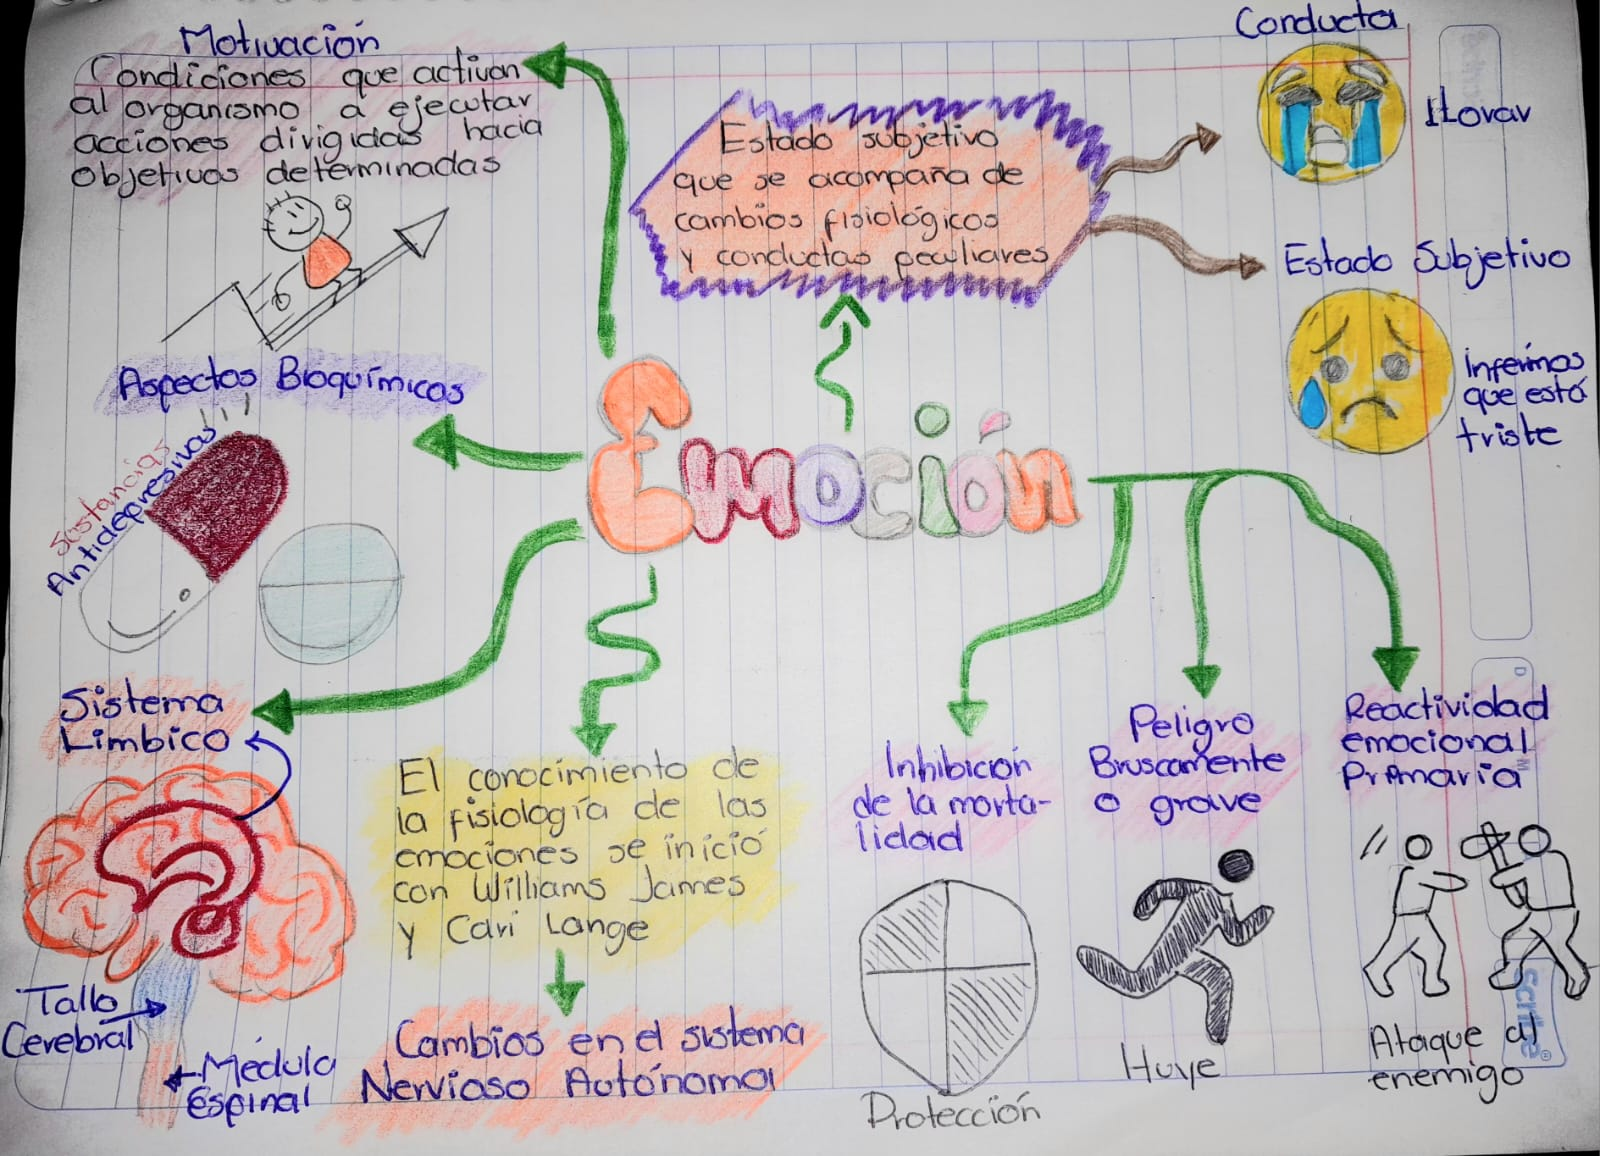 Motivación
Condiciones que activan
al organismo a ejecutar
acciones dirigidas hacia
objetivos determinadas
Estado subjetivo
que se acompaña de
cambios fisiológicos
y conductas peculiares
Conducta
llorar
Estado Subjetivo
Inferimos
que está
triste
Aspectos Bioquímicos
Sustancias
Antidepresivas
Emoción
Sistema
Límbico
Tallo
Cerebral
Médula
Espinal
El conocimiento de
la fisiología de las
emociones se inició
con Williams James
y Carl Lange
Cambios en el sistema
Nervioso Autónomo
Inhibición
de la morta-
lidad
Protección
Peligro
Bruscamente
o grave
Huye
Reactividad
emocional
Primaria
Ataque al
enemigo
Scribe®